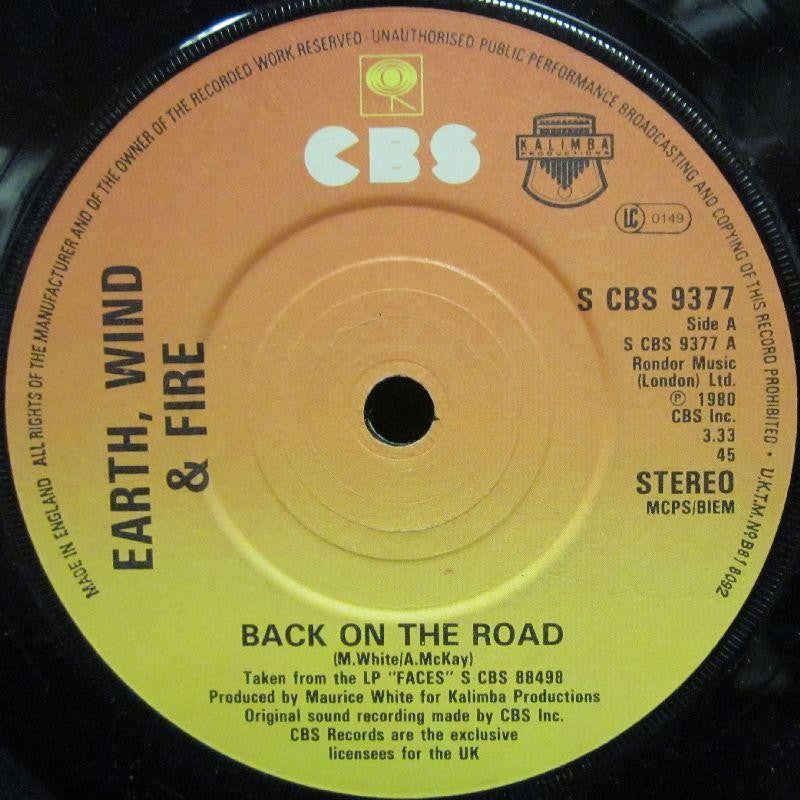 MADE IN ENGLAND ALL RIGHTS OF THE MANUFACTURER AND OF THE OWNER OF THE RECORDED WORK RESERVED · UNAUTHORISED PUBLIC PERFORMANCE BROADCASTING AND COPYING OF THIS RECORD PROHIBITED • U.K.T.M. Nº B818092
CBS
KALIMBA
PRODUCTIONS
LC 0149
EARTH, WIND
& FIRE
S CBS 9377
Side A
S CBS 9377 A
Rondor Music
(London) Ltd.
℗ 1980
CBS Inc.
3.33
45
STEREO
MCPS/BIEM
BACK ON THE ROAD
(M.White/A.McKay)
Taken from the LP "FACES" S CBS 88498
Produced by Maurice White for Kalimba Productions
Original sound recording made by CBS Inc.
CBS Records are the exclusive
licensees for the UK